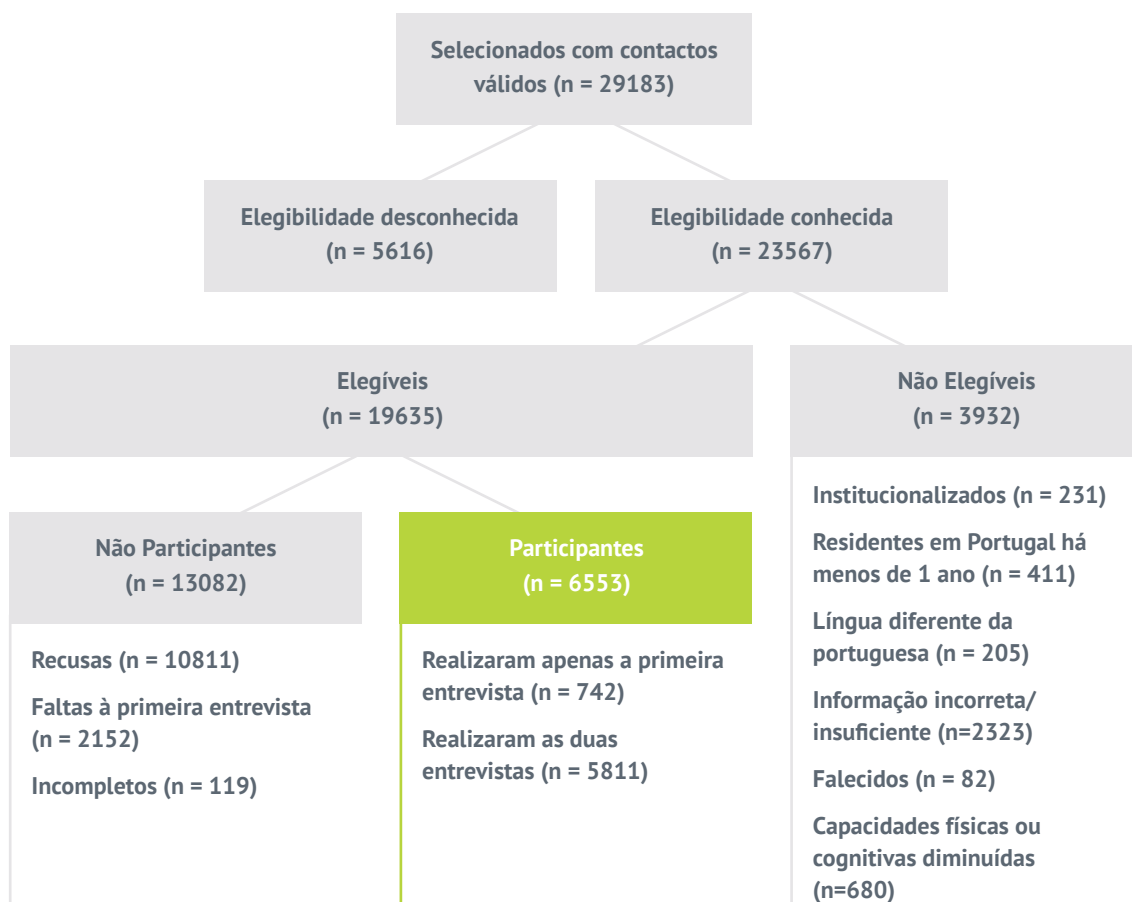 Selecionados com contactos
válidos (n = 29183)
Elegibilidade desconhecida
(n = 5616)
Elegibilidade conhecida
(n = 23567)
Elegíveis
(n = 19635)
Não Elegíveis
(n = 3932)
Não Participantes
(n = 13082)
Recusas (n = 10811)
Faltas à primeira entrevista
(n = 2152)
Incompletos (n = 119)
Participantes
(n = 6553)
Realizaram apenas a primeira
entrevista (n = 742)
Realizaram as duas
entrevistas (n = 5811)
Institucionalizados (n = 231)
Residentes em Portugal há
menos de 1 ano (n = 411)
Língua diferente da
portuguesa (n = 205)
Informação incorreta/
insuficiente (n=2323)
Falecidos (n = 82)
Capacidades físicas ou
cognitivas diminuídas
(n=680)